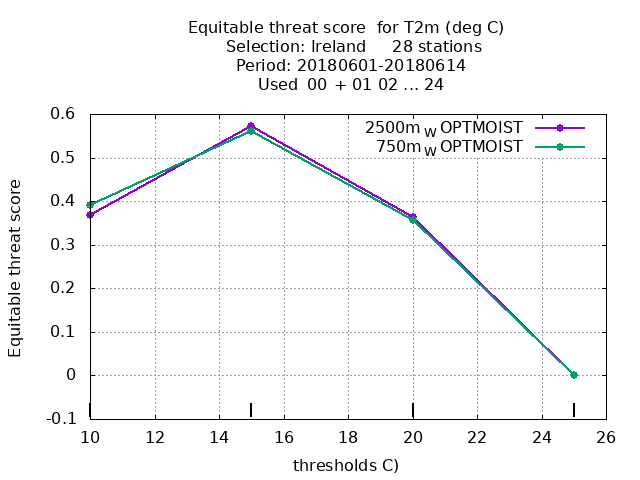 Equitable threat score  for T2m (deg C)
Selection: Ireland     28 stations
Period: 20180601-20180614
Used  00  + 01 02 ... 24
2500m_W OPTMOIST
750m_W OPTMOIST
Equitable threat score
0.6
0.5
0.4
0.3
0.2
0.1
0
-0.1
10 12 14 16 18 20 22 24 26
thresholds C)